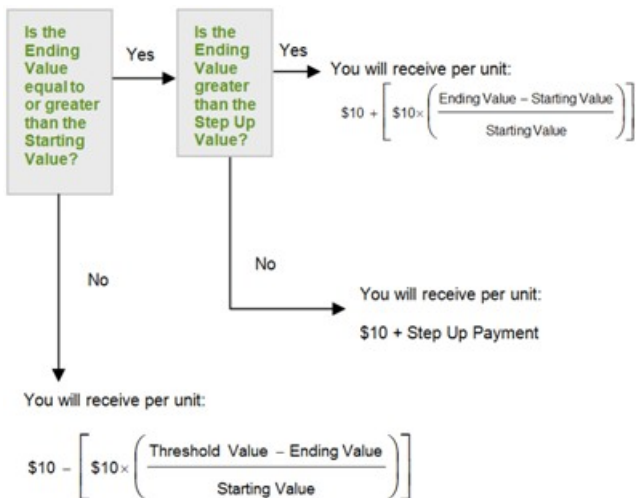 Is the
Ending
Value
equal to
or greater
than the
Starting
Value?
Yes
Is the
Ending
Value
greater
than the
Step Up
Value?
Yes
You will receive per unit:
$10 + [ $10× ( Ending Value – Starting Value
Starting Value ) ]
No
No
You will receive per unit:
$10 + Step Up Payment
You will receive per unit:
$10 – [ $10× ( Threshold Value – Ending Value
Starting Value ) ]